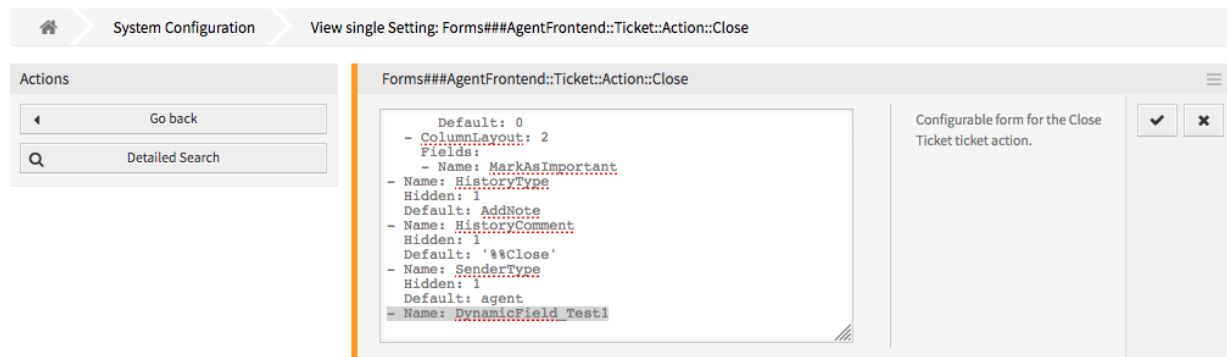 System Configuration
View single Setting: Forms###AgentFrontend::Ticket::Action::Close
Actions
Go back
Detailed Search
Forms###AgentFrontend::Ticket::Action::Close
Default: 0
- ColumnLayout: 2
Fields:
- Name: MarkAsImportant
- Name: HistoryType
Hidden: 1
Default: AddNote
- Name: HistoryComment
Hidden: 1
Default: '%%Close'
- Name: SenderType
Hidden: 1
Default: agent
- Name: DynamicField_Test1
Configurable form for the Close
Ticket ticket action.